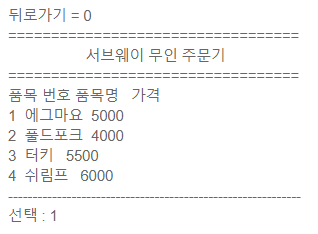 뒤로가기 = 0
==================================
서브웨이 무인 주문기
==================================
품목 번호 품목명 가격
1 에그마요 5000
2 풀드포크 4000
3 터키 5500
4 쉬림프 6000
------------------------------------------------------------
선택 : 1